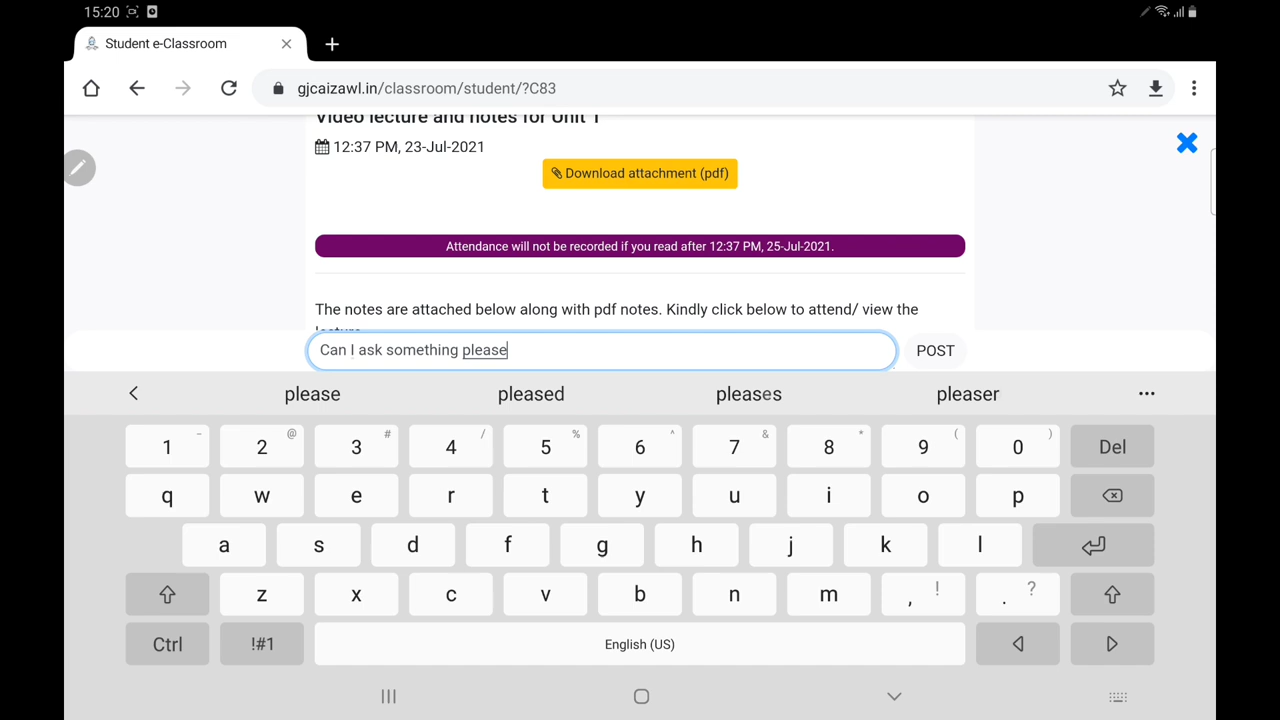 15:20
Student e-Classroom
gjcaizawl.in/classroom/student/?C83
Video lecture and notes for Unit 1
12:37 PM, 23-Jul-2021
Download attachment (pdf)
Attendance will not be recorded if you read after 12:37 PM, 25-Jul-2021.
The notes are attached below along with pdf notes. Kindly click below to attend/ view the
lecture
Can I ask something please
POST
please pleased pleases pleaser ...
1 - 2 @ 3 # 4 / 5 % 6 ^ 7 & 8 * 9 ( 0 ) Del
q w e r t y u i o p
a s d f g h j k l
z x c v b n m , ! . ?
Ctrl !#1 English (US)